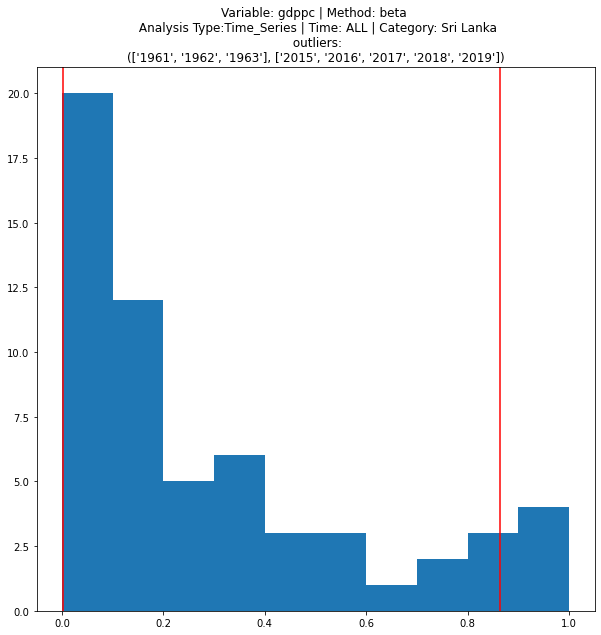 Variable: gdppc | Method: beta
Analysis Type:Time_Series | Time: ALL | Category: Sri Lanka
outliers:
(['1961', '1962', '1963'], ['2015', '2016', '2017', '2018', '2019'])
20.0
17.5
15.0
12.5
10.0
7.5
5.0
2.5
0.0
0.0 0.2 0.4 0.6 0.8 1.0